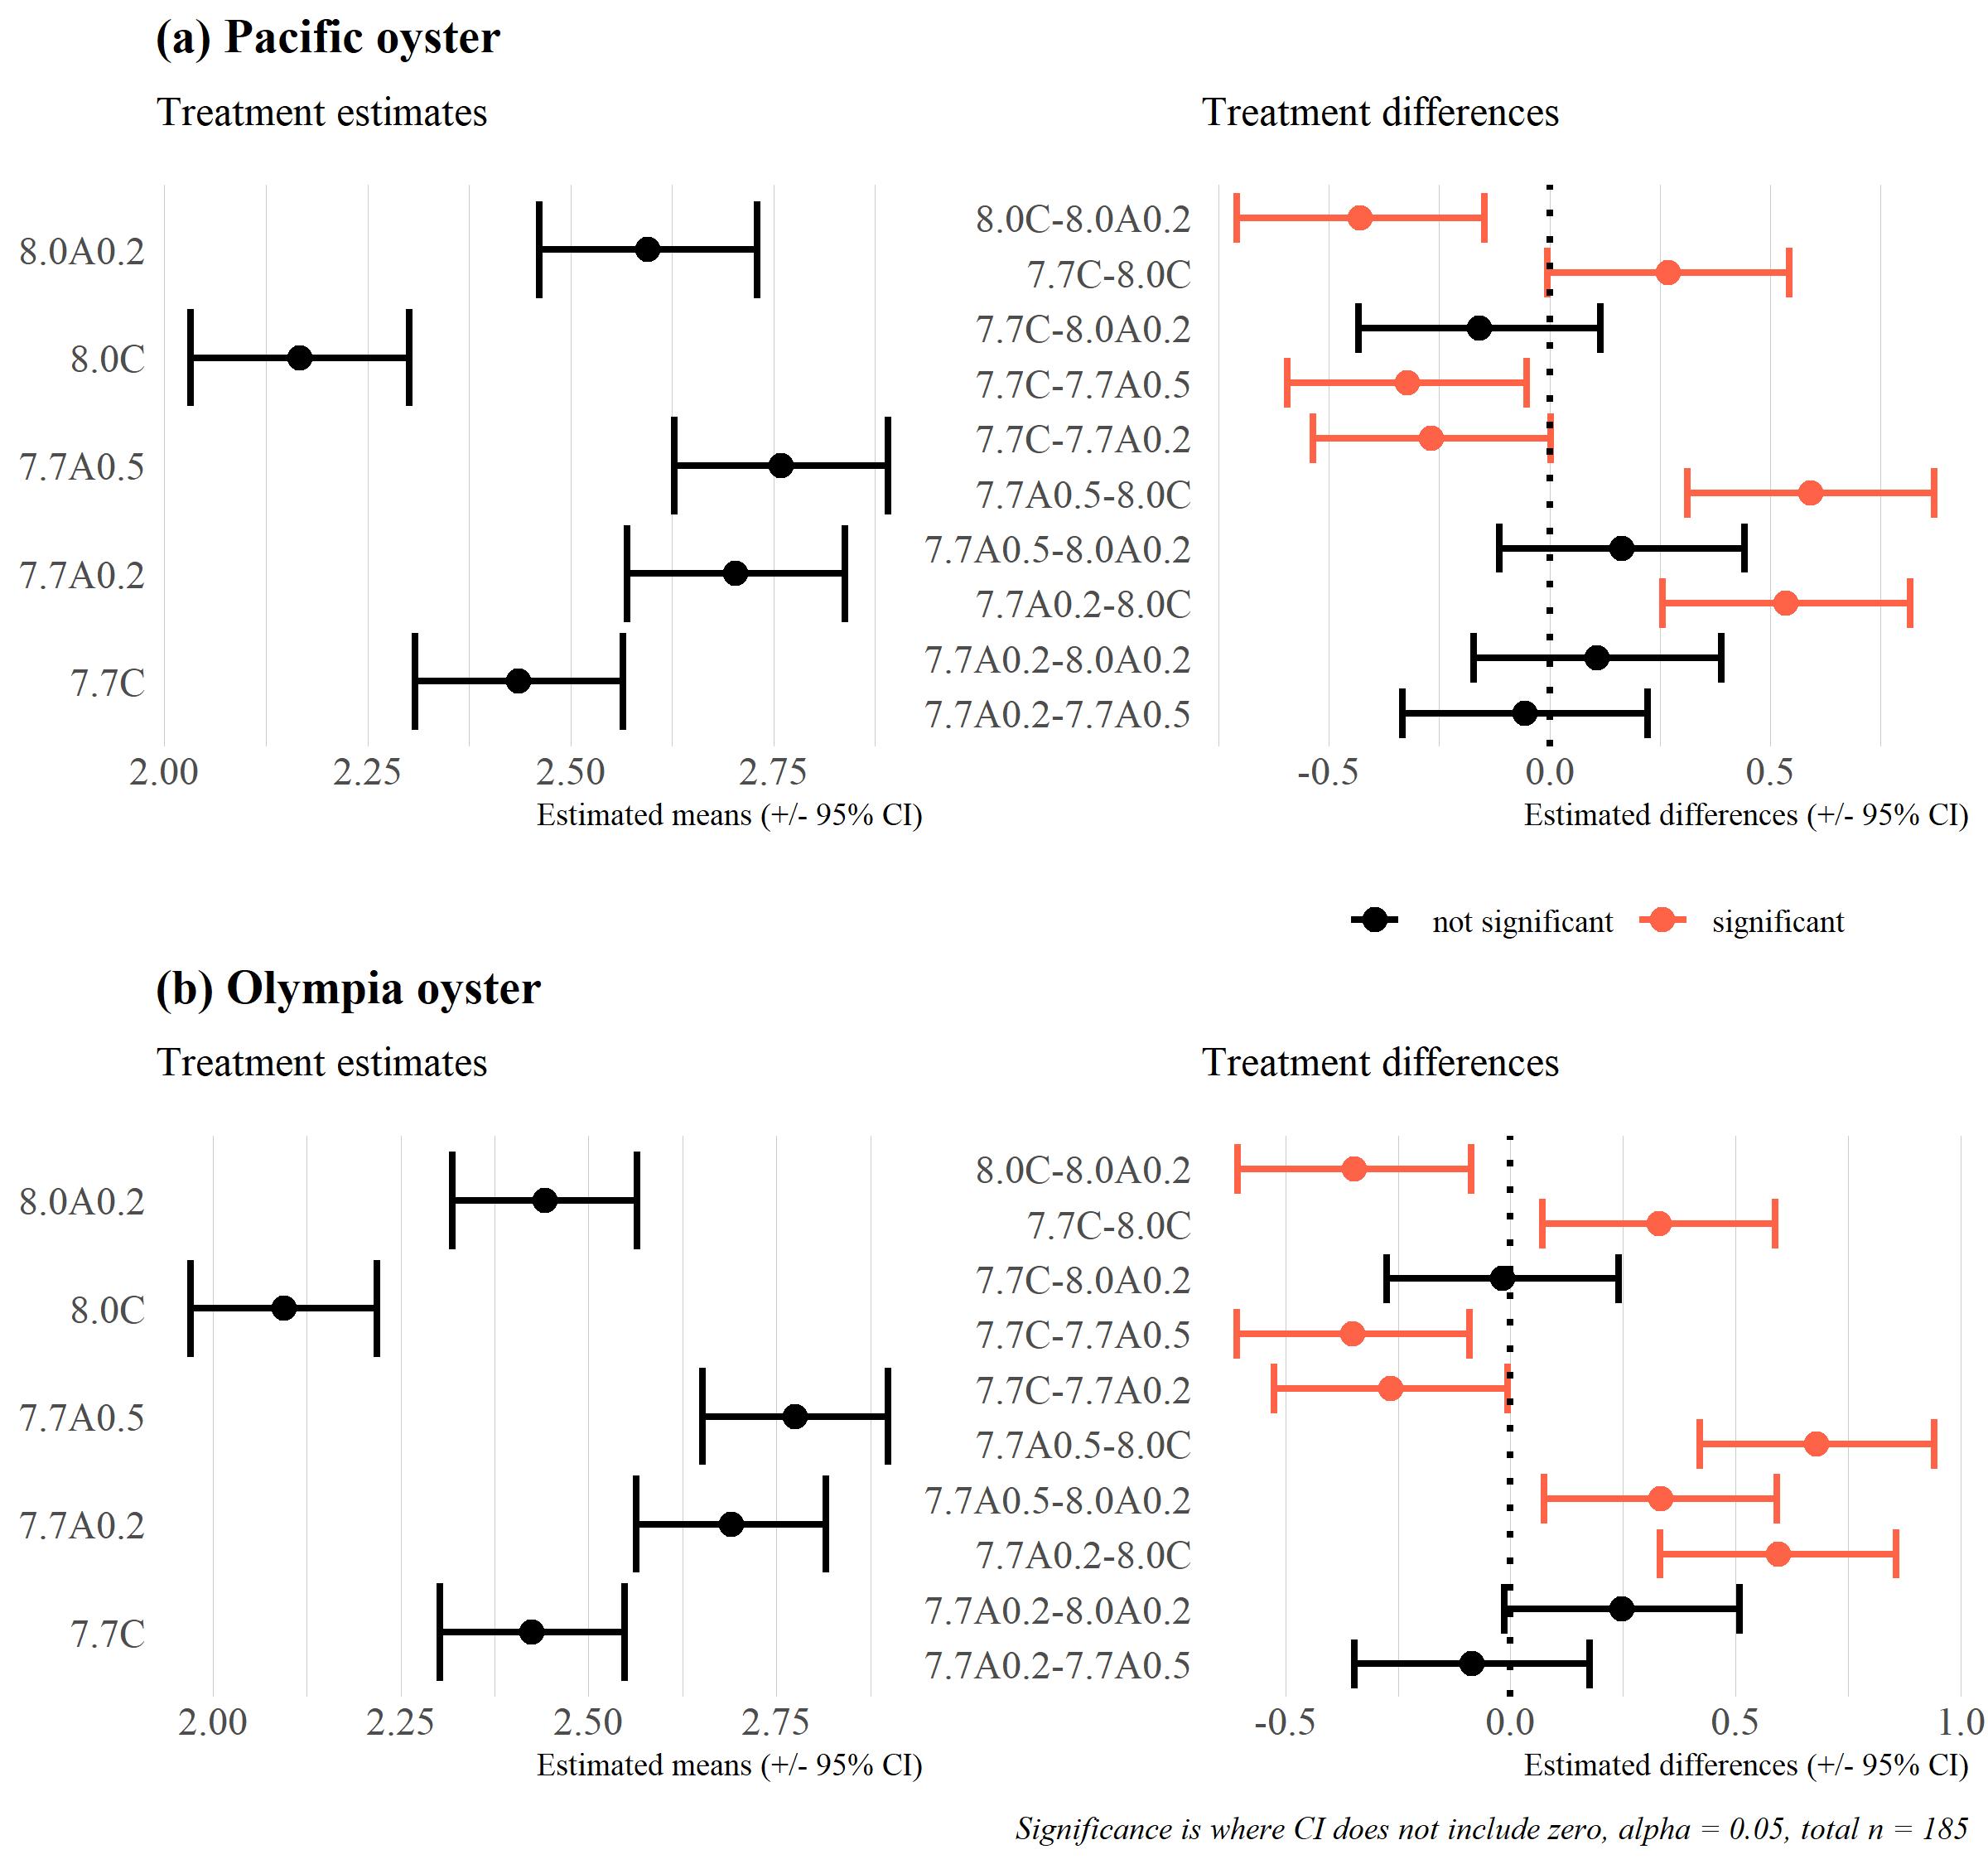 (a) Pacific oyster
Treatment estimates
8.0A0.2
8.0C
7.7A0.5
7.7A0.2
7.7C
2.00 2.25 2.50 2.75
Estimated means (+/- 95% CI)
Treatment differences
8.0C-8.0A0.2
7.7C-8.0C
7.7C-8.0A0.2
7.7C-7.7A0.5
7.7C-7.7A0.2
7.7A0.5-8.0C
7.7A0.5-8.0A0.2
7.7A0.2-8.0C
7.7A0.2-8.0A0.2
7.7A0.2-7.7A0.5
-0.5 0.0 0.5
Estimated differences (+/- 95% CI)
not significant significant
(b) Olympia oyster
Treatment estimates
8.0A0.2
8.0C
7.7A0.5
7.7A0.2
7.7C
2.00 2.25 2.50 2.75
Estimated means (+/- 95% CI)
Treatment differences
8.0C-8.0A0.2
7.7C-8.0C
7.7C-8.0A0.2
7.7C-7.7A0.5
7.7C-7.7A0.2
7.7A0.5-8.0C
7.7A0.5-8.0A0.2
7.7A0.2-8.0C
7.7A0.2-8.0A0.2
7.7A0.2-7.7A0.5
-0.5 0.0 0.5 1.0
Estimated differences (+/- 95% CI)
Significance is where CI does not include zero, alpha = 0.05, total n = 185